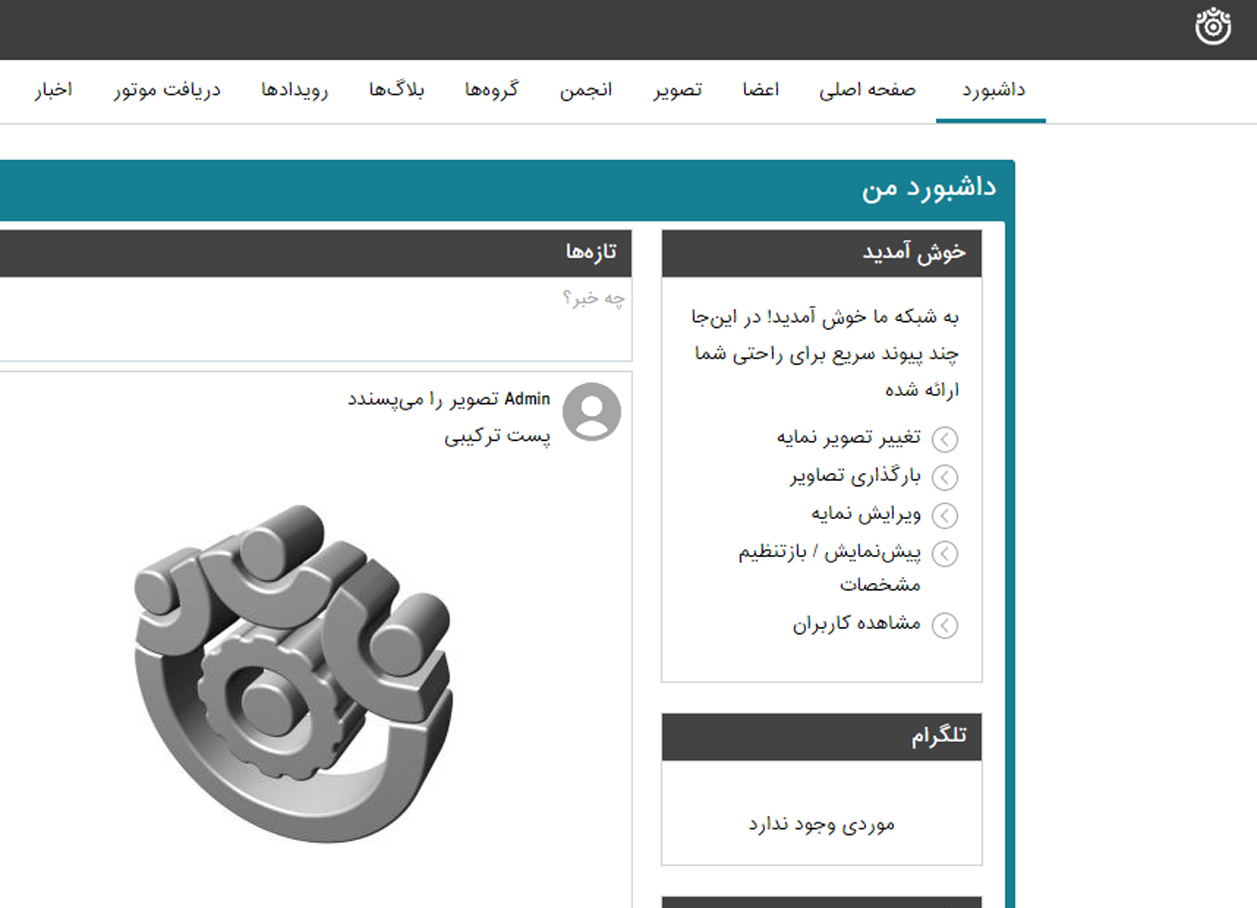 داشبورد
صفحه اصلی
اعضا
تصویر
انجمن
گروه‌ها
بلاگ‌ها
رویدادها
دریافت موتور
اخبار
داشبورد من
خوش آمدید
به شبکه ما خوش آمدید! در این‌جا
چند پیوند سریع برای راحتی شما
ارائه شده
تغییر تصویر نمایه
بارگذاری تصاویر
ویرایش نمایه
پیش‌نمایش / بازتنظیم
مشخصات
مشاهده کاربران
تلگرام
موردی وجود ندارد
تازه‌ها
چه خبر؟
Admin تصویر را می‌پسندد
پست ترکیبی